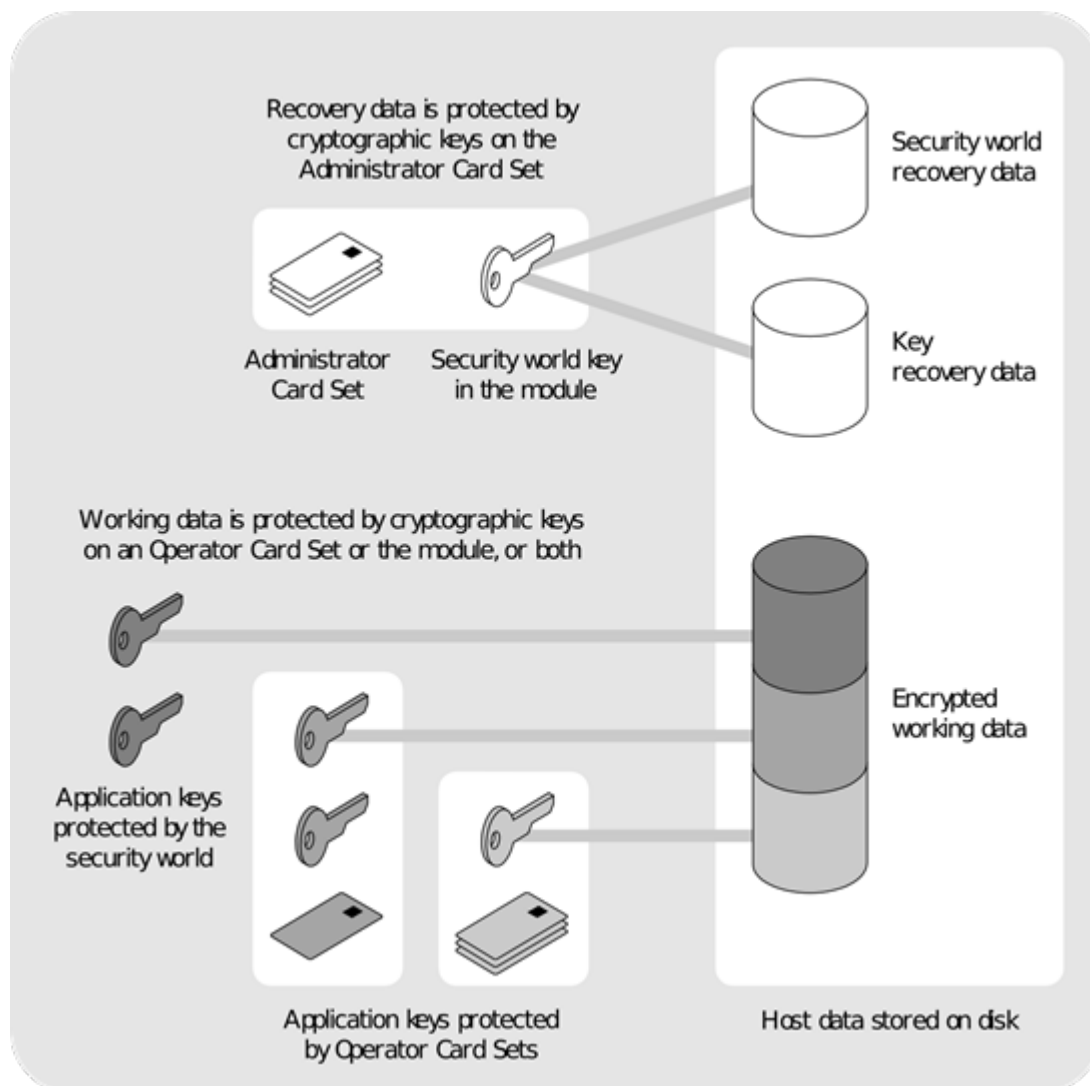 Recovery data is protected by
cryptographic keys on the
Administrator Card Set
Security world
recovery data
Administrator
Card Set
Security world key
in the module
Key
recovery data
Working data is protected by cryptographic keys
on an Operator Card Set or the module, or both
Encrypted
working data
Application keys
protected by the
security world
Application keys protected
by Operator Card Sets
Host data stored on disk